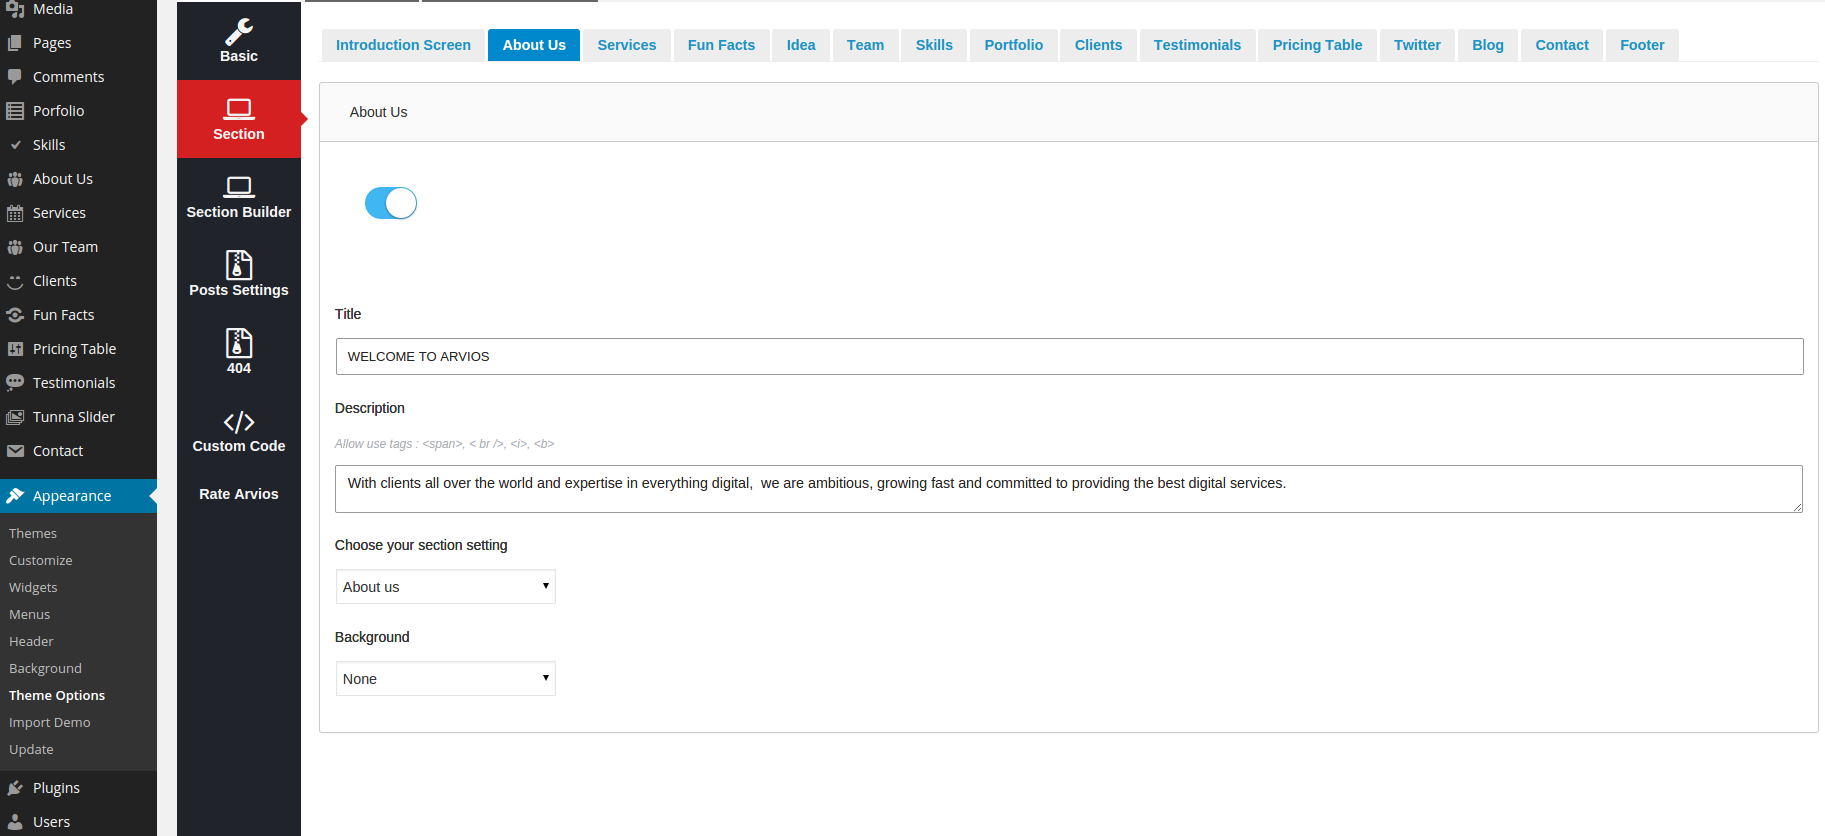 Media
Pages
Comments
Porfolio
Skills
About Us
Services
Our Team
Clients
Fun Facts
Pricing Table
Testimonials
Tunna Slider
Contact
Appearance
Themes
Customize
Widgets
Menus
Header
Background
Theme Options
Import Demo
Update
Plugins
Users
Basic
Section
Section Builder
Posts Settings
404
Custom Code
Rate Arvios
Introduction Screen About Us Services Fun Facts Idea Team Skills Portfolio Clients Testimonials Pricing Table Twitter Blog Contact Footer
About Us
Title
WELCOME TO ARVIOS
Description
Allow use tags : <span>, < br />, <i>, <b>
With clients all over the world and expertise in everything digital,  we are ambitious, growing fast and committed to providing the best digital services.
Choose your section setting
About us
Background
None